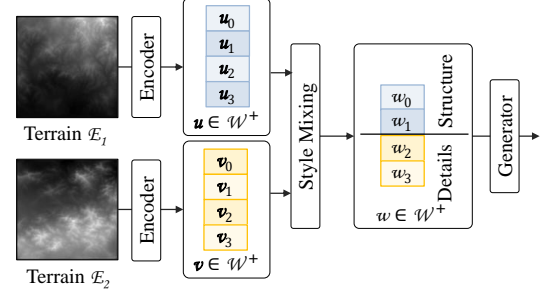 Terrain ℰ₁
Encoder
u₀
u₁
u₂
u₃
u ∈ 𝒲⁺
Terrain ℰ₂
Encoder
v₀
v₁
v₂
v₃
v ∈ 𝒲⁺
Style Mixing
w₀
w₁
w₂
w₃
Structure
Details
w ∈ 𝒲⁺
Generator